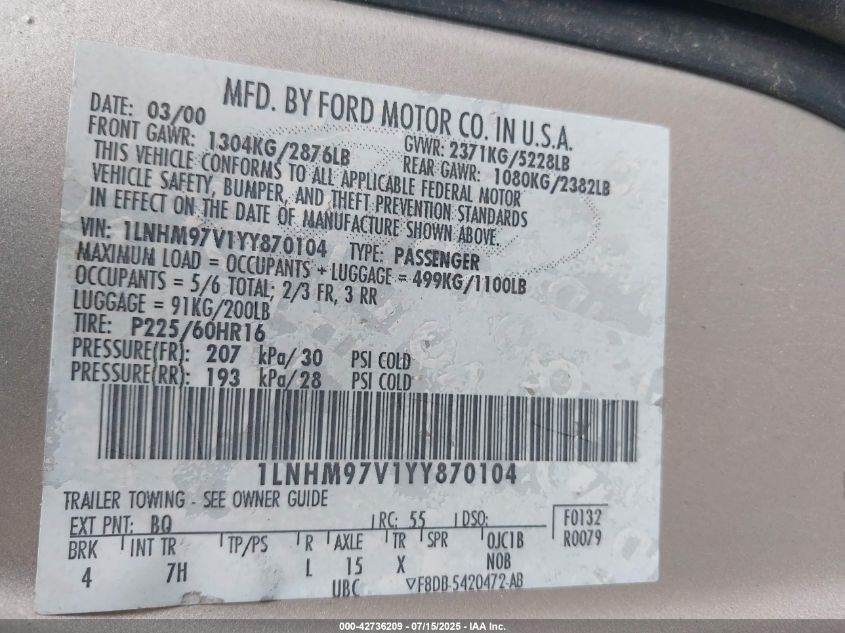 MFD. BY FORD MOTOR CO. IN U.S.A.
DATE: 03/00 GVWR: 2371KG/5228LB
FRONT GAWR: 1304KG/2876LB REAR GAWR: 1080KG/2382LB
THIS VEHICLE CONFORMS TO ALL APPLICABLE FEDERAL MOTOR
VEHICLE SAFETY, BUMPER, AND THEFT PREVENTION STANDARDS
IN EFFECT ON THE DATE OF MANUFACTURE SHOWN ABOVE.
VIN: 1LNHM97V1YY870104 TYPE: PASSENGER
MAXIMUM LOAD = OCCUPANTS + LUGGAGE = 499KG/1100LB
OCCUPANTS = 5/6 TOTAL; 2/3 FR, 3 RR
LUGGAGE = 91KG/200LB
TIRE: P225/60HR16
PRESSURE(FR): 207 kPa/30 PSI COLD
PRESSURE(RR): 193 kPa/28 PSI COLD
1LNHM97V1YY870104
TRAILER TOWING - SEE OWNER GUIDE
EXT PNT: BQ RC: 55 DSO: F0132
BRK INT TR TP/PS R AXLE TR SPR OJC1B R0079
4 7H L 15 X NOB
UBC ▽F8DB-5420472-AB
000-42736209 - 07/15/2025 - IAA Inc.